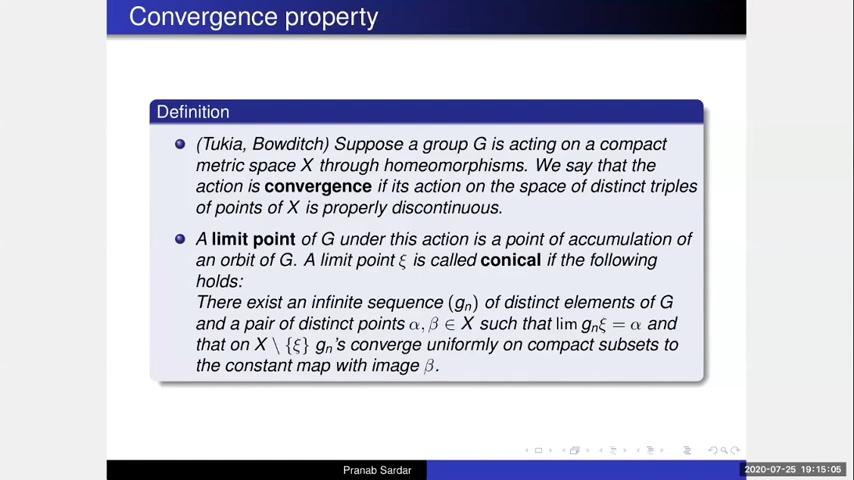 Convergence property
Definition
(Tukia, Bowditch) Suppose a group G is acting on a compact
metric space X through homeomorphisms. We say that the
action is convergence if its action on the space of distinct triples
of points of X is properly discontinuous.
A limit point of G under this action is a point of accumulation of
an orbit of G. A limit point ξ is called conical if the following
holds:
There exist an infinite sequence (gₙ) of distinct elements of G
and a pair of distinct points α, β ∈ X such that lim gₙξ = α and
that on X \ {ξ} gₙ's converge uniformly on compact subsets to
the constant map with image β.
Pranab Sardar
2020-07-25 19:15:05